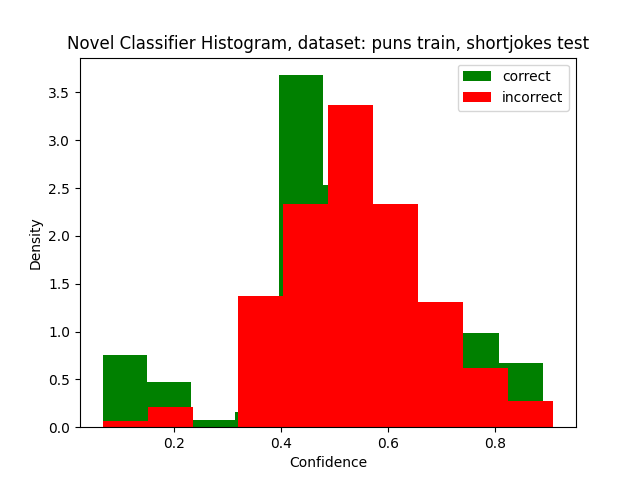 Novel Classifier Histogram, dataset: puns train, shortjokes test
correct
incorrect
3.5
3.0
2.5
2.0
1.5
1.0
0.5
0.0
Density
0.2 0.4 0.6 0.8
Confidence